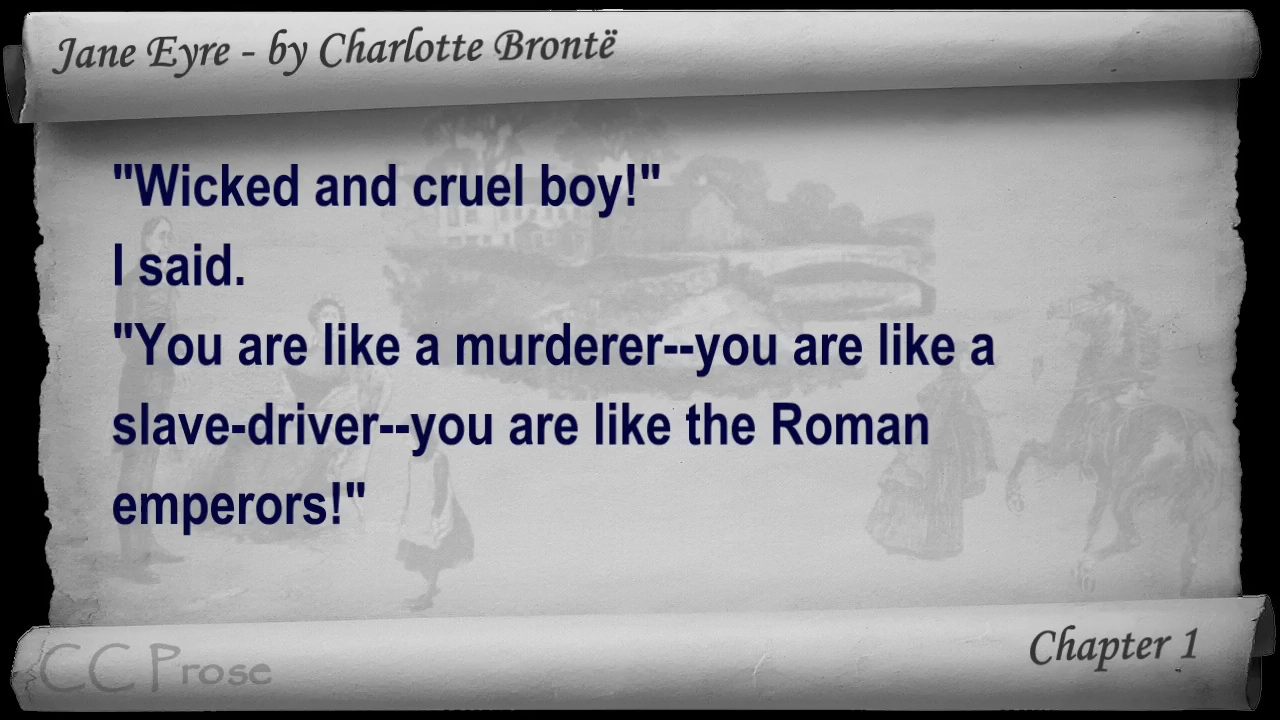 Jane Eyre - by Charlotte Brontë
"Wicked and cruel boy!"
I said.
"You are like a murderer--you are like a
slave-driver--you are like the Roman
emperors!"
CC Prose
Chapter 1